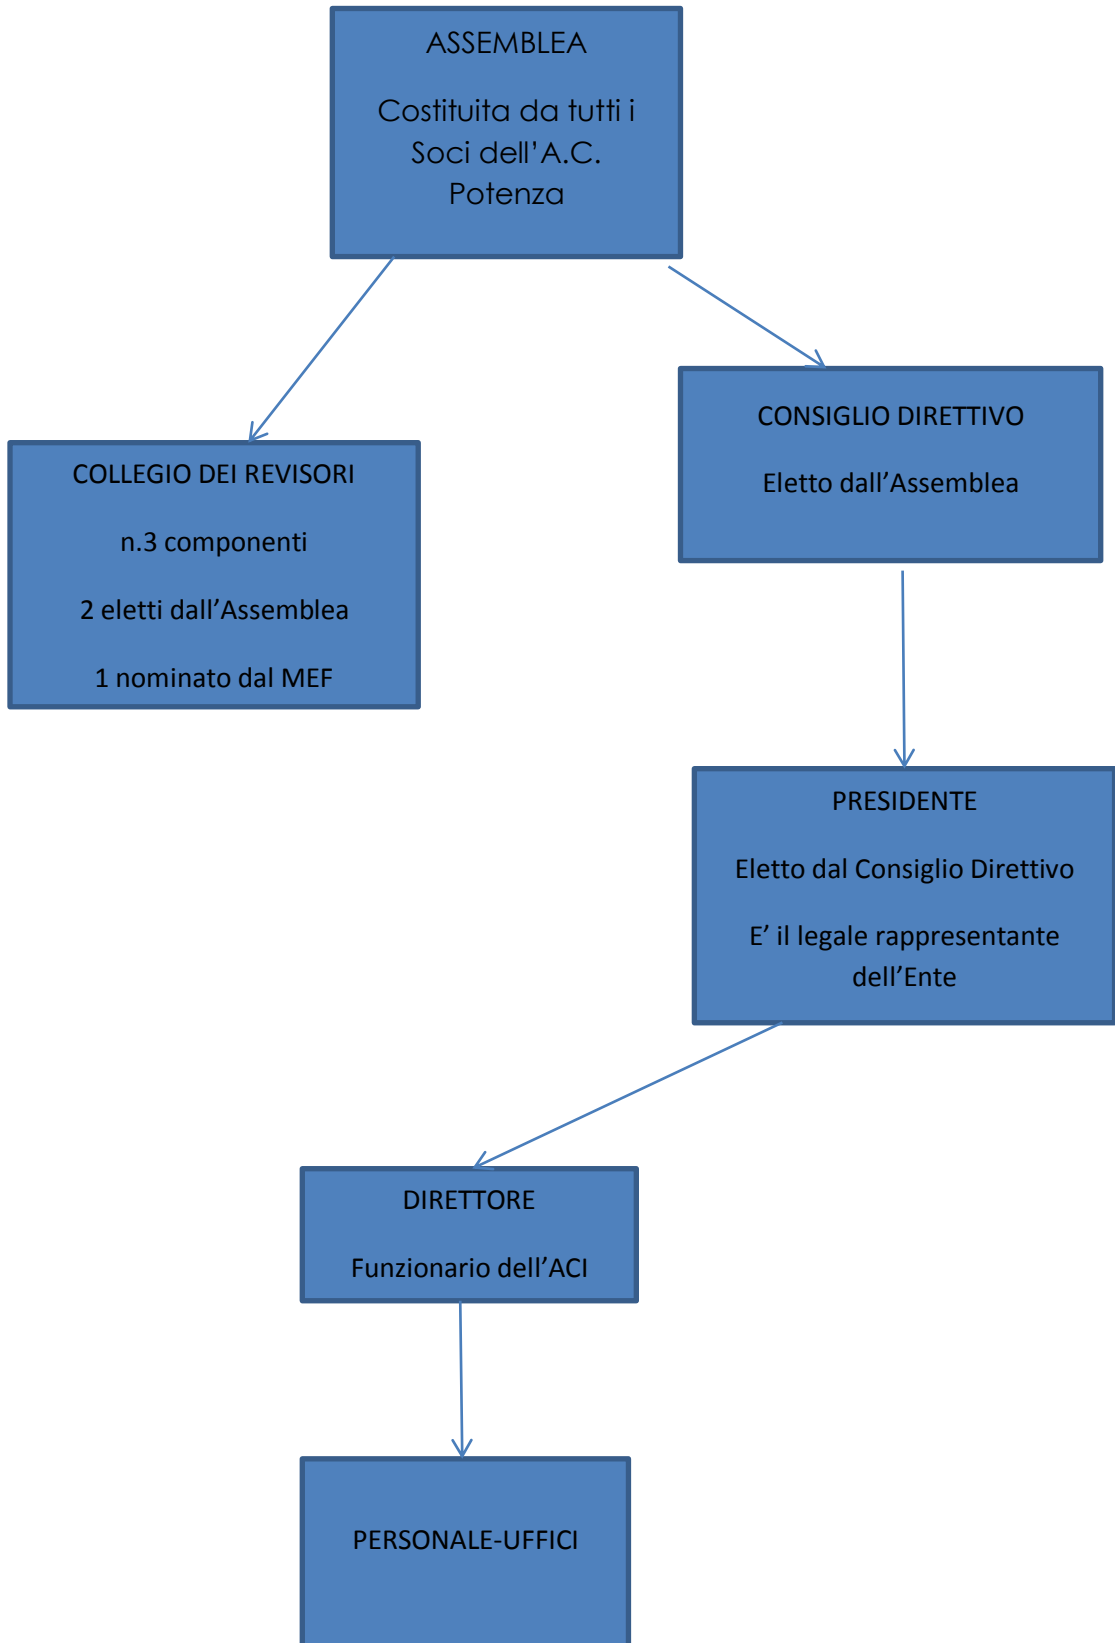 ASSEMBLEA
Costituita da tutti i
Soci dell’A.C.
Potenza
CONSIGLIO DIRETTIVO
Eletto dall’Assemblea
COLLEGIO DEI REVISORI
n.3 componenti
2 eletti dall’Assemblea
1 nominato dal MEF
PRESIDENTE
Eletto dal Consiglio Direttivo
E’ il legale rappresentante
dell’Ente
DIRETTORE
Funzionario dell’ACI
PERSONALE-UFFICI